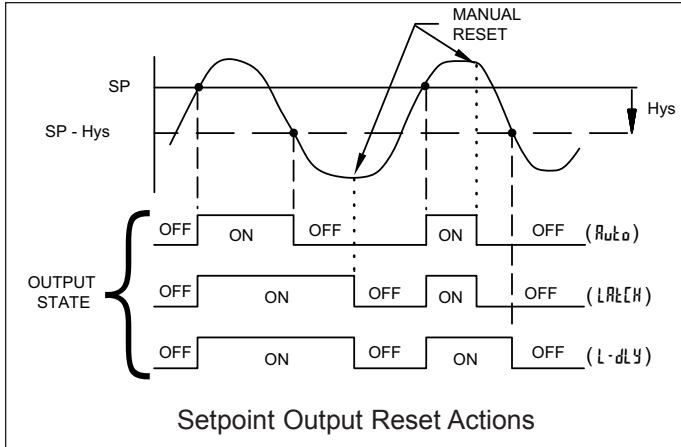 MANUAL
RESET
SP
Hys
SP - Hys
OFF ON OFF ON OFF (Auto)
OUTPUT
STATE
OFF ON OFF ON OFF (LAtCH)
OFF ON OFF ON OFF (L-dLY)
Setpoint Output Reset Actions